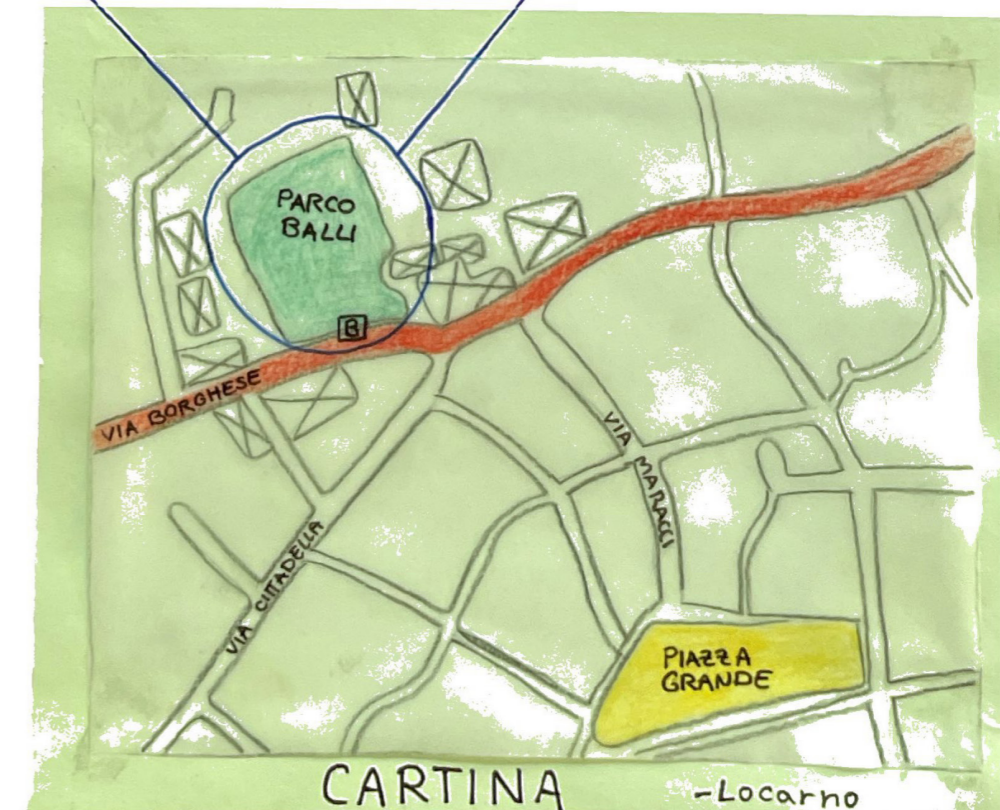 PARCO
BALLI
B
VIA BORGHESE
VIA MARACCI
VIA CITTADELLA
PIAZZA
GRANDE
CARTINA
-Locarno